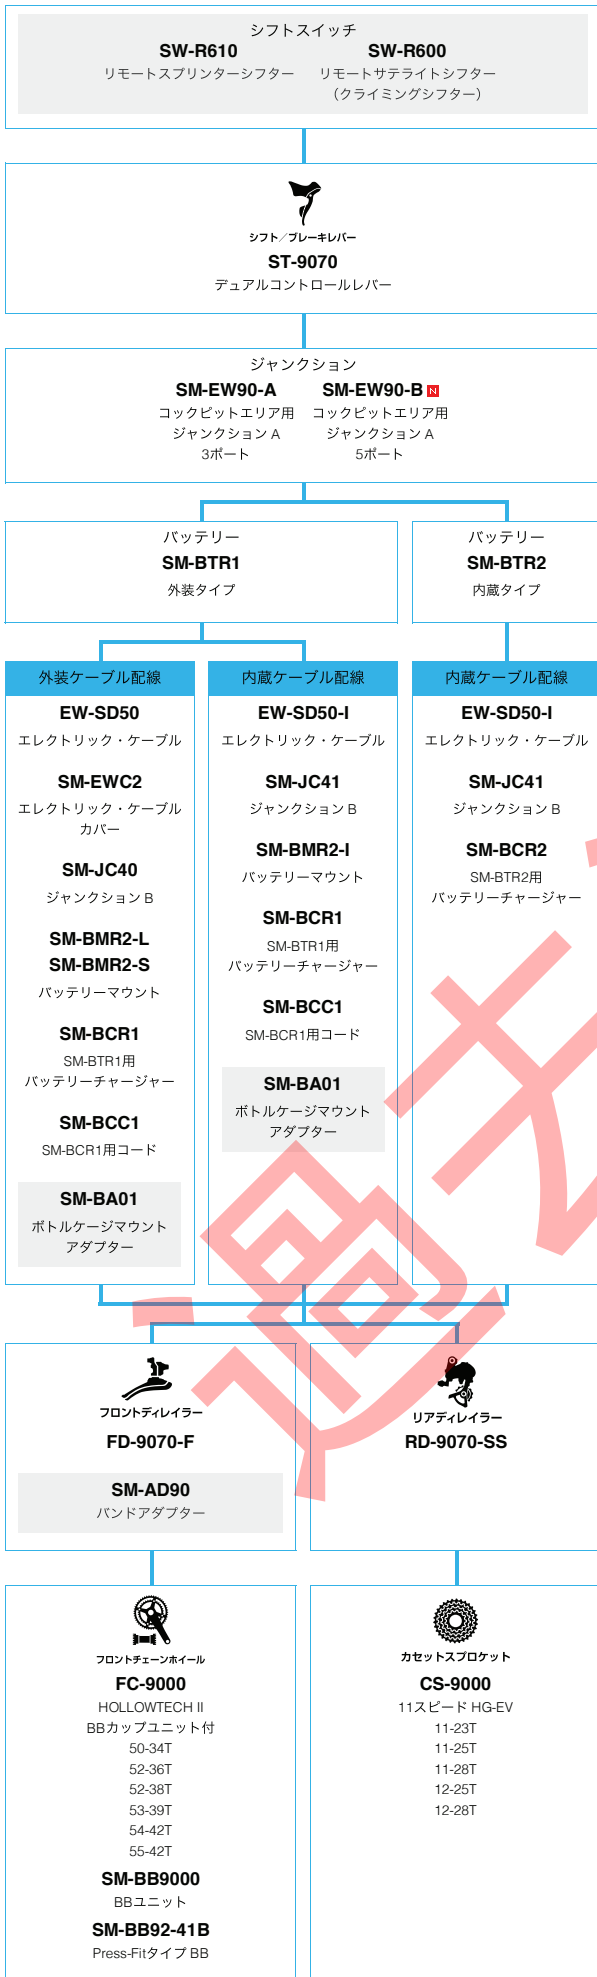 シフトスイッチ
SW-R610
リモートスプリンターシフター
SW-R600
リモートサテライトシフター
（クライミングシフター）
シフト／ブレーキレバー
ST-9070
デュアルコントロールレバー
ジャンクション
SM-EW90-A
コックピットエリア用
ジャンクション A
3ポート
SM-EW90-B N
コックピットエリア用
ジャンクション A
5ポート
バッテリー
SM-BTR1
外装タイプ
バッテリー
SM-BTR2
内蔵タイプ
外装ケーブル配線
EW-SD50
エレクトリック・ケーブル
SM-EWC2
エレクトリック・ケーブル
カバー
SM-JC40
ジャンクション B
SM-BMR2-L
SM-BMR2-S
バッテリーマウント
SM-BCR1
SM-BTR1用
バッテリーチャージャー
SM-BCC1
SM-BCR1用コード
SM-BA01
ボトルケージマウント
アダプター
内蔵ケーブル配線
EW-SD50-I
エレクトリック・ケーブル
SM-JC41
ジャンクション B
SM-BMR2-I
バッテリーマウント
SM-BCR1
SM-BTR1用
バッテリーチャージャー
SM-BCC1
SM-BCR1用コード
SM-BA01
ボトルケージマウント
アダプター
内蔵ケーブル配線
EW-SD50-I
エレクトリック・ケーブル
SM-JC41
ジャンクション B
SM-BCR2
SM-BTR2用
バッテリーチャージャー
フロントディレイラー
FD-9070-F
SM-AD90
バンドアダプター
リアディレイラー
RD-9070-SS
フロントチェーンホイール
FC-9000
HOLLOWTECH II
BBカップユニット付
50-34T
52-36T
52-38T
53-39T
54-42T
55-42T
SM-BB9000
BBユニット
SM-BB92-41B
Press-Fitタイプ BB
カセットスプロケット
CS-9000
11スピード HG-EV
11-23T
11-25T
11-28T
12-25T
12-28T
過